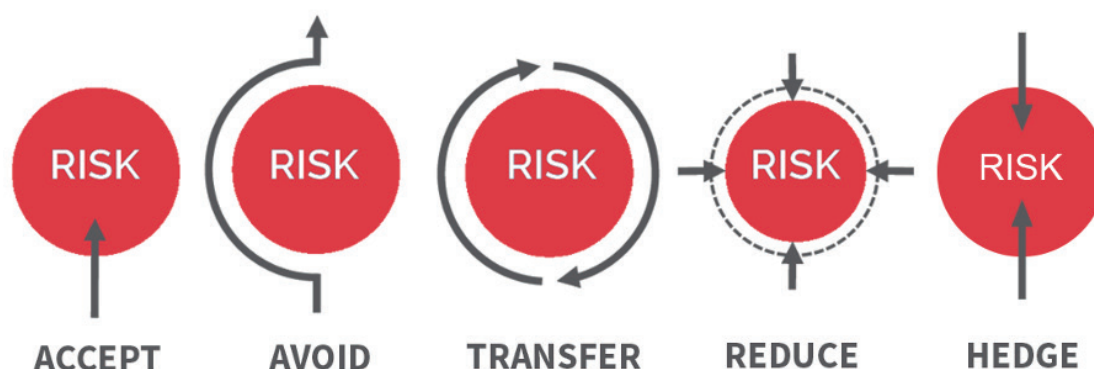 RISK RISK RISK RISK RISK
ACCEPT AVOID TRANSFER REDUCE HEDGE